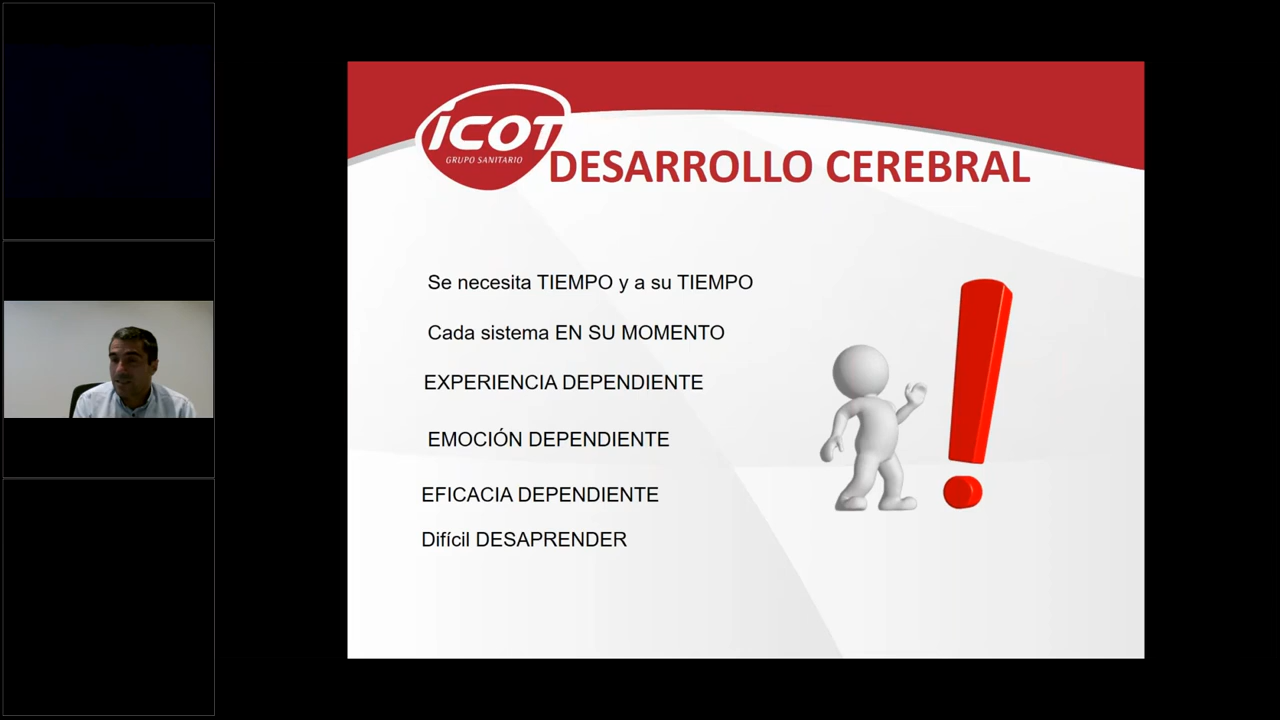 ICOT
GRUPO SANITARIO
DESARROLLO CEREBRAL
Se necesita TIEMPO y a su TIEMPO
Cada sistema EN SU MOMENTO
EXPERIENCIA DEPENDIENTE
EMOCIÓN DEPENDIENTE
EFICACIA DEPENDIENTE
Difícil DESAPRENDER